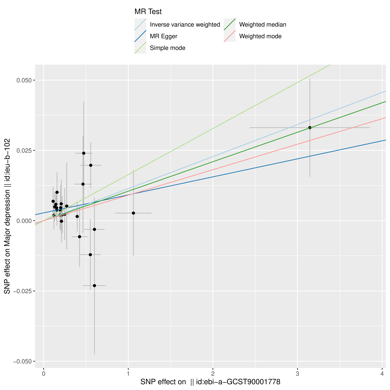 MR Test
Inverse variance weighted
Weighted median
MR Egger
Weighted mode
Simple mode
0.050
0.025
0.000
−0.025
−0.050
SNP effect on Major depression || id:ieu−b−102
0
1
2
3
4
SNP effect on  || id:ebi−a−GCST90001778